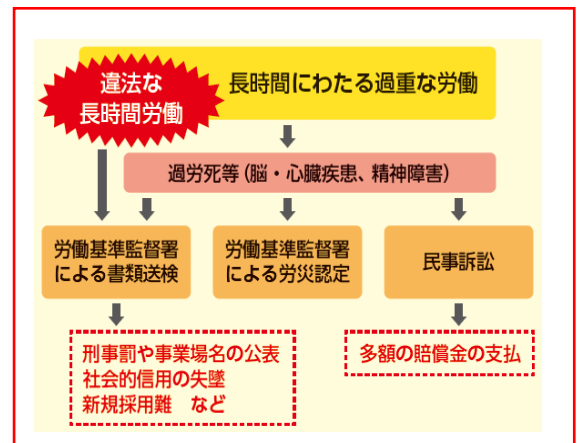 違法な
長時間労働
長時間にわたる過重な労働
過労死等(脳・心臓疾患、精神障害)
労働基準監督署
による書類送検
労働基準監督署
による労災認定
民事訴訟
刑事罰や事業場名の公表
社会的信用の失墜
新規採用難 など
多額の賠償金の支払